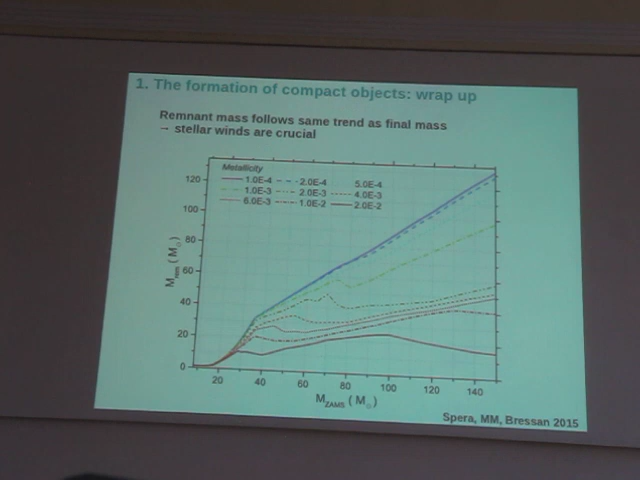 1. The formation of compact objects: wrap up
Remnant mass follows same trend as final mass
→ stellar winds are crucial
Metallicity
1.0E-4 2.0E-4 5.0E-4
1.0E-3 2.0E-3 4.0E-3
6.0E-3 1.0E-2 2.0E-2
120
100
80
60
40
20
0
Mrem ( M☉ )
20 40 60 80 100 120 140
MZAMS ( M☉ )
Spera, MM, Bressan 2015